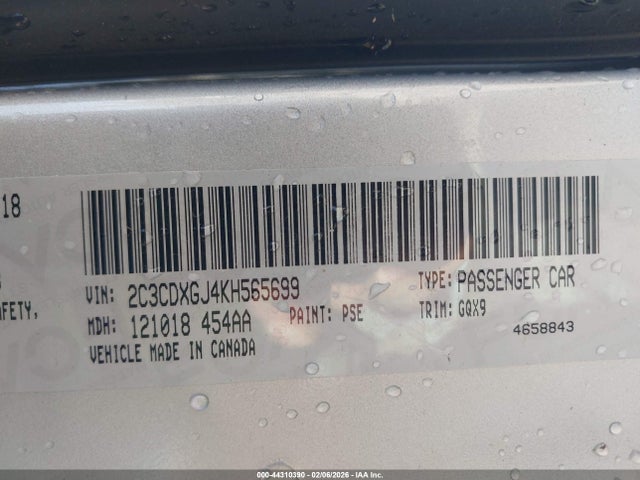 18
VIN: 2C3CDXGJ4KH565699 TYPE: PASSENGER CAR
AFETY,
MDH: 121018 454AA PAINT: PSE TRIM: GQX9
VEHICLE MADE IN CANADA 4658843
000-44310390 - 02/06/2026 - IAA Inc.